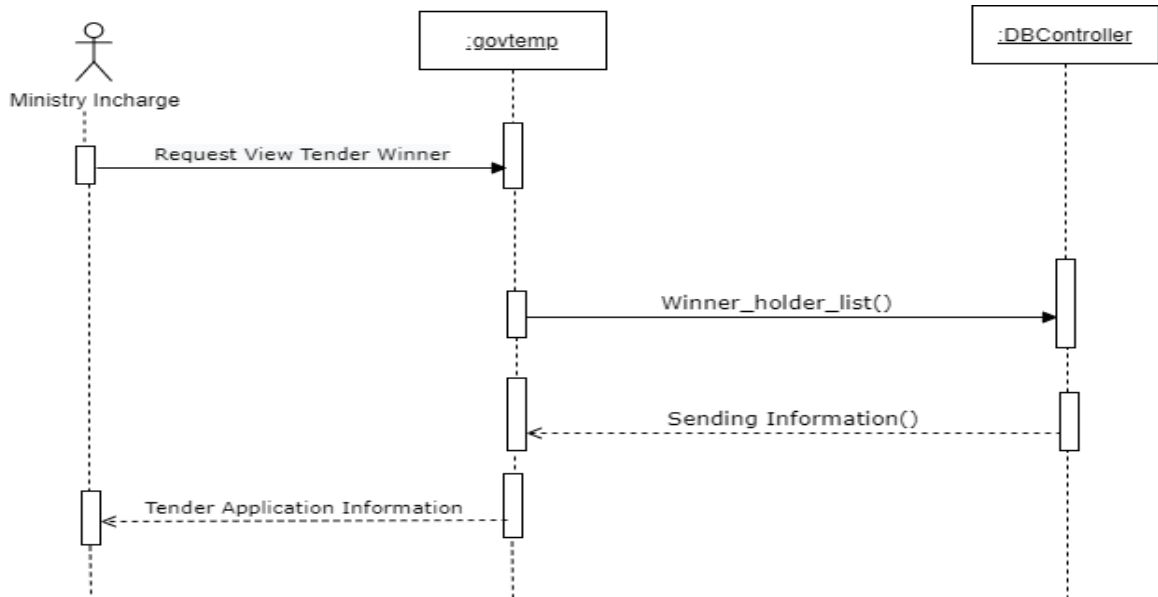 :govtemp
:DBController
Ministry Incharge
Request View Tender Winner
Winner_holder_list()
Sending Information()
Tender Application Information